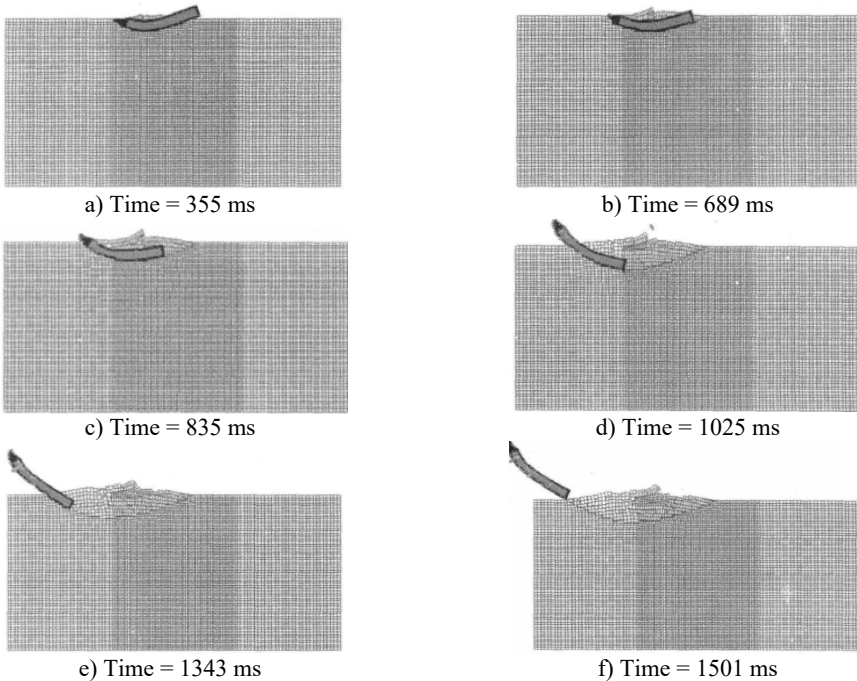 a) Time = 355 ms
b) Time = 689 ms
c) Time = 835 ms
d) Time = 1025 ms
e) Time = 1343 ms
f) Time = 1501 ms